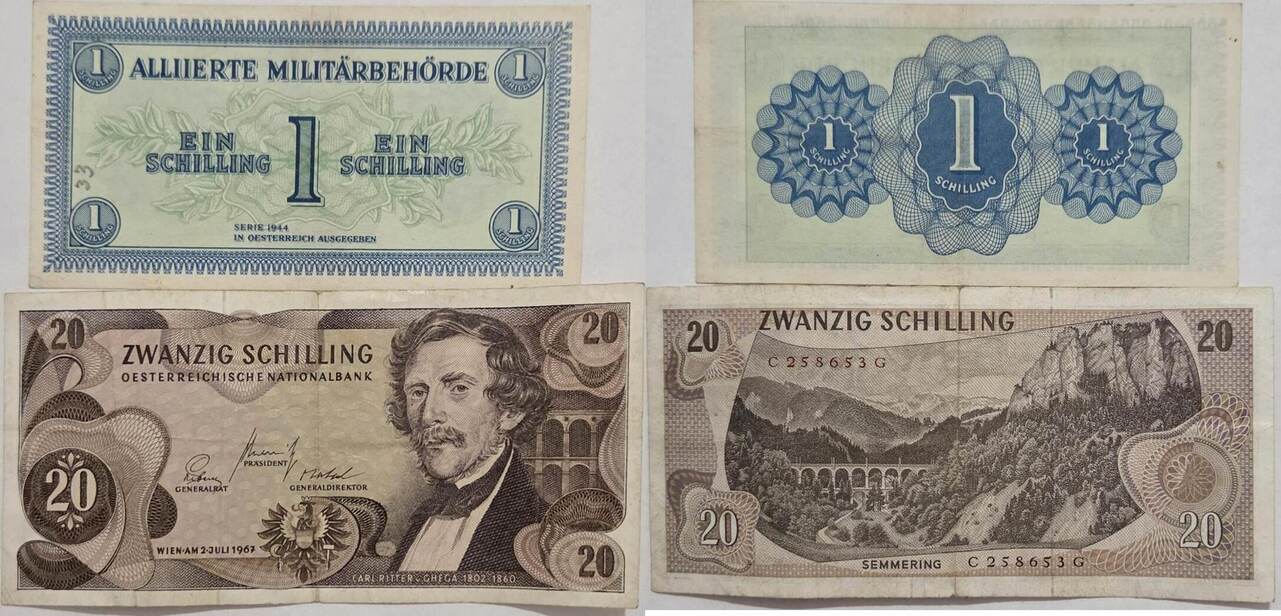 1 SCHILLING
ALLIIERTE MILITÄRBEHÖRDE
1 SCHILLING
EIN SCHILLING
1
EIN SCHILLING
33
1 SCHILLING
SERIE 1944
IN OESTERREICH AUSGEGEBEN
1 SCHILLING
1 SCHILLING
1 SCHILLING
1 SCHILLING
20
20
ZWANZIG SCHILLING
OESTERREICHISCHE NATIONALBANK
PRÄSIDENT
GENERALRAT
GENERALDIREKTOR
20
WIEN·AM 2·JULI 1967
20
CARL RITTER v. GHEGA 1802-1860
20
ZWANZIG SCHILLING
20
C 258653 G
20
20
SEMMERING
C 258653 G